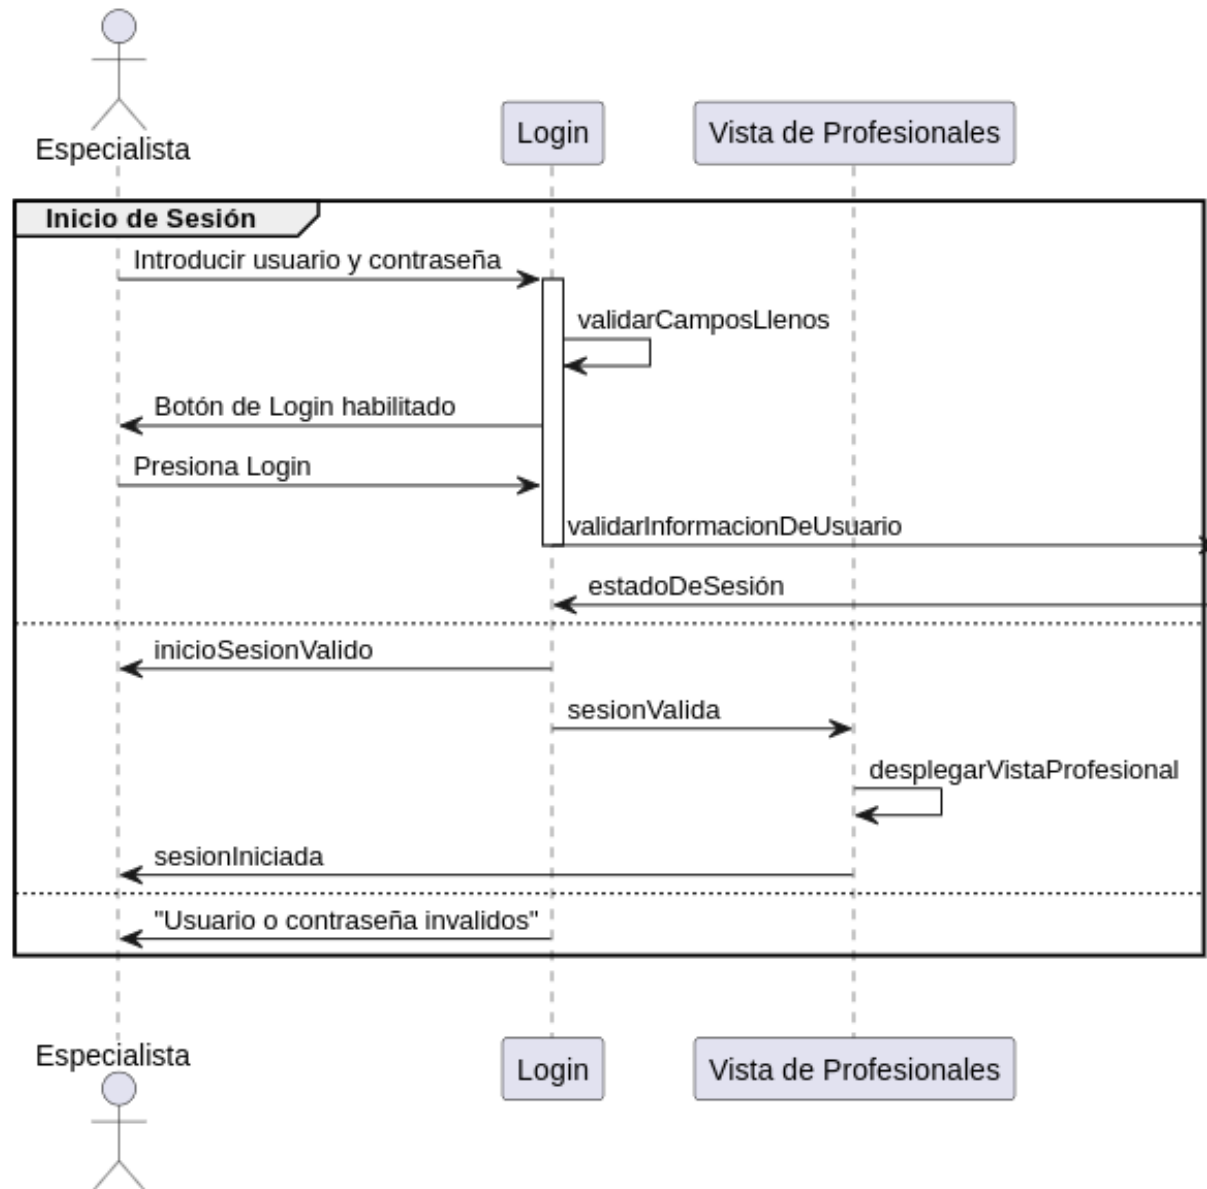 Especialista
Login
Vista de Profesionales
Inicio de Sesión
Introducir usuario y contraseña
validarCamposLlenos
Botón de Login habilitado
Presiona Login
validarInformacionDeUsuario
estadoDeSesión
inicioSesionValido
sesionValida
desplegarVistaProfesional
sesionIniciada
"Usuario o contraseña invalidos"
Especialista
Login
Vista de Profesionales